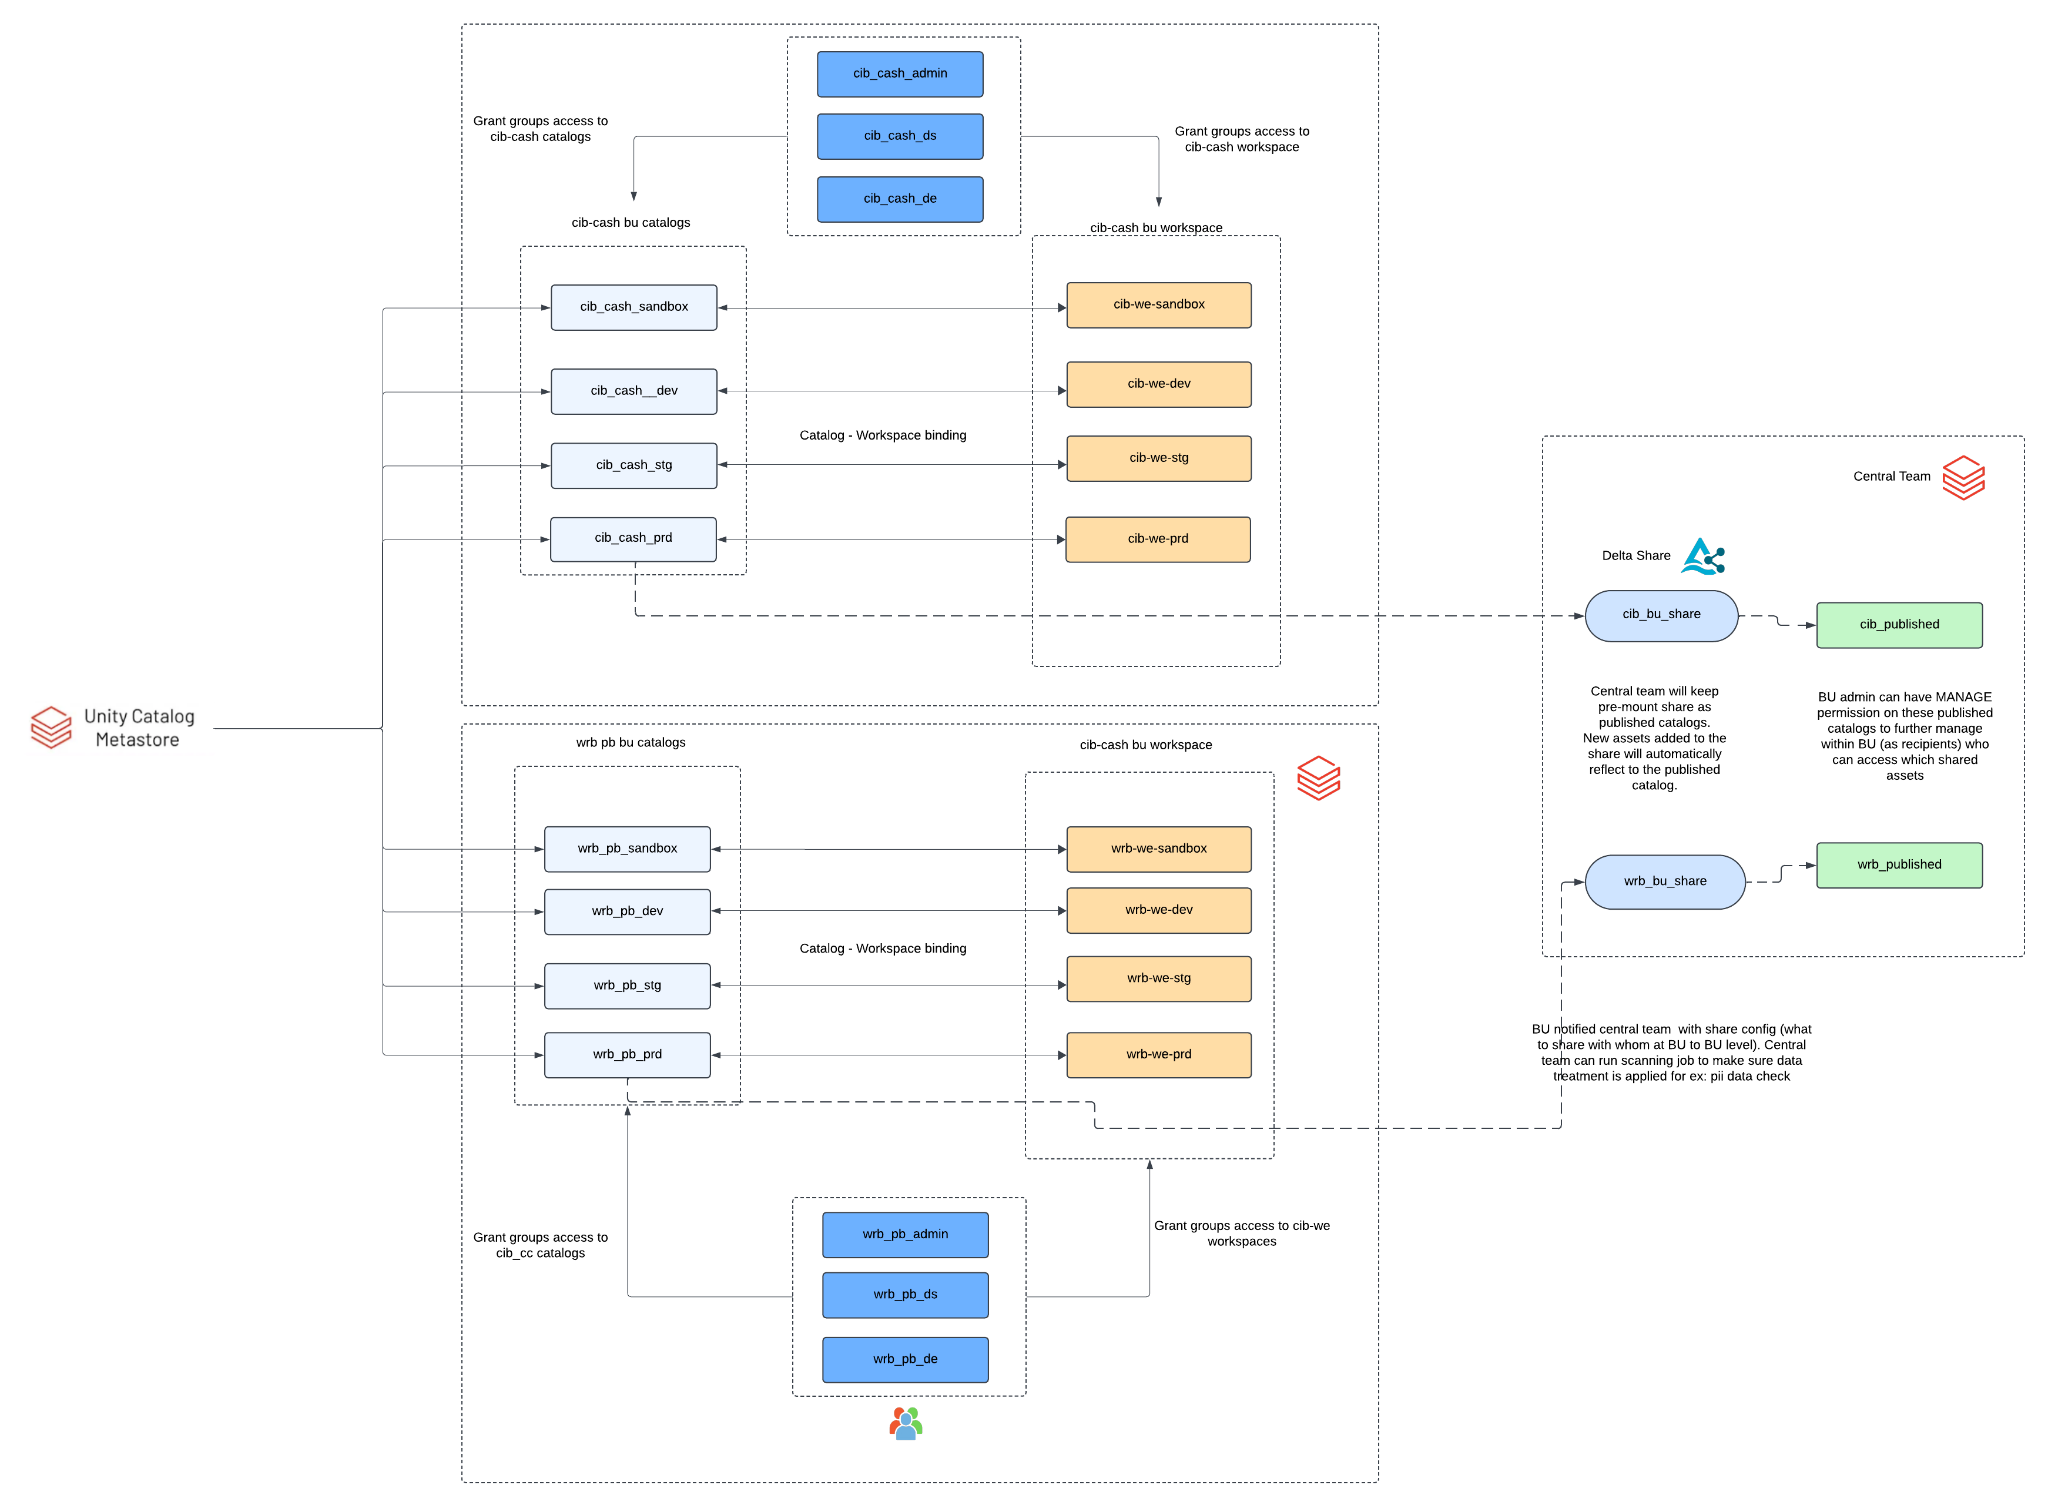 cib_cash_admin
cib_cash_ds
cib_cash_de
Grant groups access to
cib-cash catalogs
Grant groups access to
cib-cash workspace
cib-cash bu catalogs
cib-cash bu workspace
cib_cash_sandbox
cib-we-sandbox
cib_cash__dev
cib-we-dev
Catalog - Workspace binding
cib_cash_stg
cib-we-stg
cib_cash_prd
cib-we-prd
Unity Catalog
Metastore
wrb pb bu catalogs
cib-cash bu workspace
wrb_pb_sandbox
wrb-we-sandbox
wrb_pb_dev
wrb-we-dev
Catalog - Workspace binding
wrb_pb_stg
wrb-we-stg
wrb_pb_prd
wrb-we-prd
Grant groups access to
cib_cc catalogs
Grant groups access to cib-we
workspaces
wrb_pb_admin
wrb_pb_ds
wrb_pb_de
Central Team
Delta Share
cib_bu_share
cib_published
Central team will keep
pre-mount share as
published catalogs.
New assets added to the
share will automatically
reflect to the published
catalog.
BU admin can have MANAGE
permission on these published
catalogs to further manage
within BU (as recipients) who
can access which shared
assets
wrb_bu_share
wrb_published
BU notified central team  with share config (what
to share with whom at BU to BU level). Central
team can run scanning job to make sure data
treatment is applied for ex: pii data check